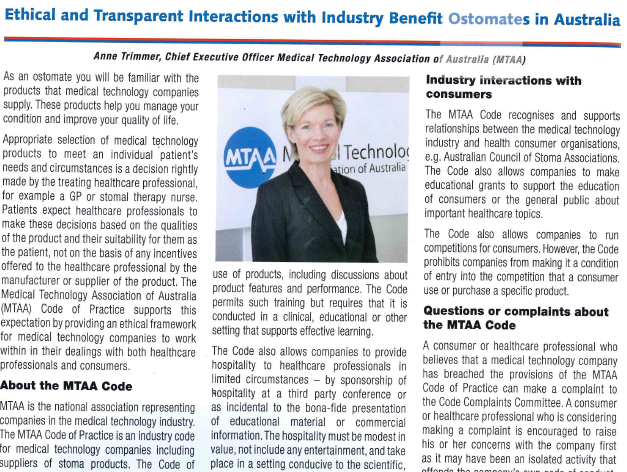 Ethical and Transparent Interactions with Industry Benefit Ostomates in Australia
Anne Trimmer, Chief Executive Officer Medical Technology Association of Australia (MTAA)
As an ostomate you will be familiar with the
products that medical technology companies
supply. These products help you manage your
condition and improve your quality of life.
Appropriate selection of medical technology
products to meet an individual patient's
needs and circumstances is a decision rightly
made by the treating healthcare professional,
for example a GP or stomal therapy nurse.
Patients expect healthcare professionals to
make these decisions based on the qualities
of the product and their suitability for them as
the patient, not on the basis of any incentives
offered to the healthcare professional by the
manufacturer or supplier of the product. The
Medical Technology Association of Australia
(MTAA) Code of Practice supports this
expectation by providing an ethical framework
for medical technology companies to work
within in their dealings with both healthcare
professionals and consumers.
About the MTAA Code
MTAA is the national association representing
companies in the medical technology industry.
The MTAA Code of Practice is an industry code
for medical technology companies including
suppliers of stoma products. The Code of
MTAA
M l Technolog
ation of Australia
use of products, including discussions about
product features and performance. The Code
permits such training but requires that it is
conducted in a clinical, educational or other
setting that supports effective learning.
The Code also allows companies to provide
hospitality to healthcare professionals in
limited circumstances – by sponsorship of
hospitality at a third party conference or
as incidental to the bona-fide presentation
of educational material or commercial
information. The hospitality must be modest in
value, not include any entertainment, and take
place in a setting conducive to the scientific,
Industry interactions with
consumers
The MTAA Code recognises and supports
relationships between the medical technology
industry and health consumer organisations,
e.g. Australian Council of Stoma Associations.
The Code also allows companies to make
educational grants to support the education
of consumers or the general public about
important healthcare topics.
The Code also allows companies to run
competitions for consumers. However, the Code
prohibits companies from making it a condition
of entry into the competition that a consumer
use or purchase a specific product.
Questions or complaints about
the MTAA Code
A consumer or healthcare professional who
believes that a medical technology company
has breached the provisions of the MTAA
Code of Practice can make a complaint to
the Code Complaints Committee. A consumer
or healthcare professional who is considering
making a complaint is encouraged to raise
his or her concerns with the company first
as it may have been an isolated activity that